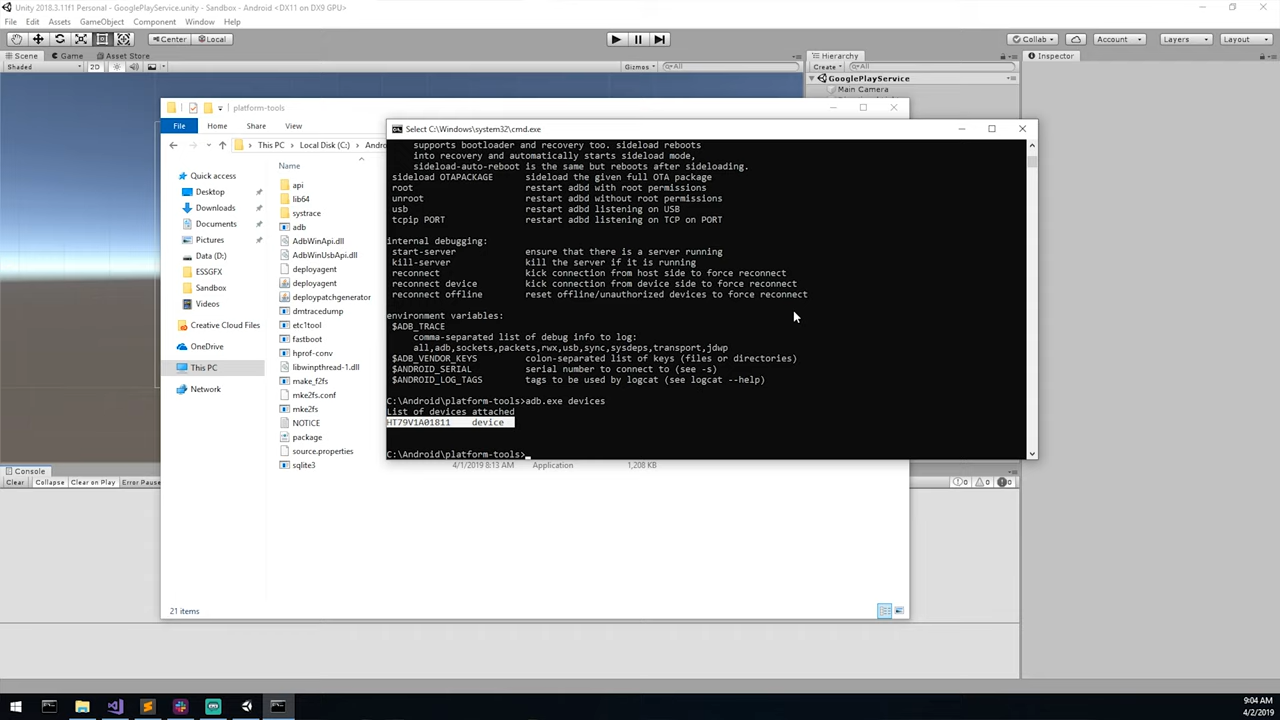 Unity 2018.3.11f1 Personal - GooglePlayService.unity - Sandbox - Android <DX11 on DX9 GPU>
File Edit Assets GameObject Component Window Help
Center Local Collab Account Layers Layout
Scene Game Asset Store Hierarchy Inspector
Shaded 2D Gizmos All Create All
GooglePlayService
Main Camera
platform-tools
File Home Share View
This PC Local Disk (C:)
Name
Quick access
Desktop
Downloads
Documents
Pictures
Data (D:)
ESSGFX
Sandbox
Videos
Creative Cloud Files
OneDrive
This PC
Network
api
lib64
systrace
adb
AdbWinApi.dll
AdbWinUsbApi.dll
deployagent
deployagent
deploypatchgenerator
dmtracedump
etc1tool
fastboot
hprof-conv
libwinpthread-1.dll
make_f2fs
mke2fs.conf
mke2fs
NOTICE
package
source.properties
sqlite3 4/1/2019 8:13 AM Application 1,208 KB
21 items
Select C:\Windows\system32\cmd.exe
supports bootloader and recovery too. sideload reboots
into recovery and automatically starts sideload mode,
sideload-auto-reboot is the same but reboots after sideloading.
sideload OTAPACKAGE sideload the given full OTA package
root restart adbd with root permissions
unroot restart adbd without root permissions
usb restart adbd listening on USB
tcpip PORT restart adbd listening on TCP on PORT
internal debugging:
start-server ensure that there is a server running
kill-server kill the server if it is running
reconnect kick connection from host side to force reconnect
reconnect device kick connection from device side to force reconnect
reconnect offline reset offline/unauthorized devices to force reconnect
environment variables:
$ADB_TRACE
comma-separated list of debug info to log:
all,adb,sockets,packets,rwx,usb,sync,sysdeps,transport,jdwp
$ADB_VENDOR_KEYS colon-separated list of keys (files or directories)
$ANDROID_SERIAL serial number to connect to (see -s)
$ANDROID_LOG_TAGS tags to be used by logcat (see logcat --help)
C:\Android\platform-tools>adb.exe devices
List of devices attached
HT79V1A01811 device
C:\Android\platform-tools>
Console
Clear Collapse Clear on Play Error Pause 0 0 0
9:04 AM
4/2/2019